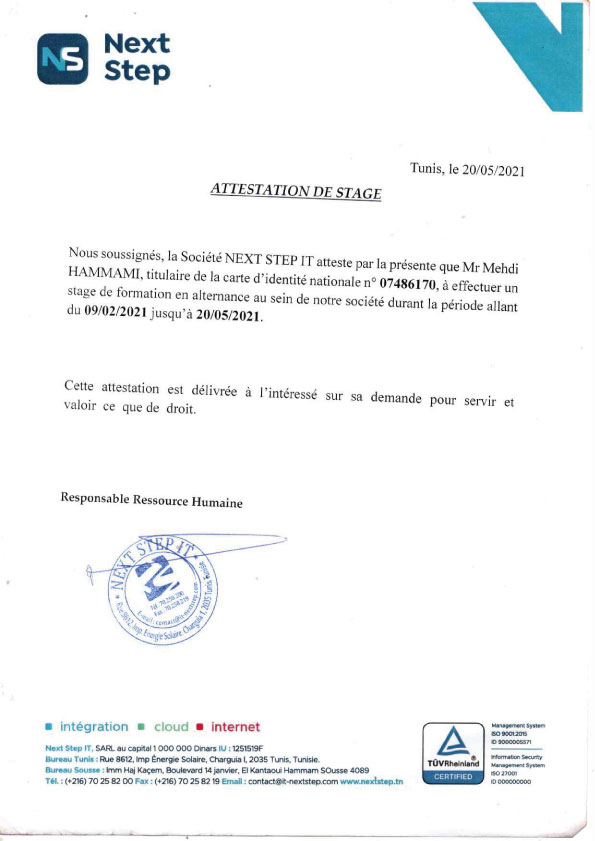 NS Next
Step
Tunis, le 20/05/2021
ATTESTATION DE STAGE
Nous soussignés, la Société NEXT STEP IT atteste par la présente que Mr Mehdi
HAMMAMI, titulaire de la carte d'identité nationale n° 07486170, à effectuer un
stage de formation en alternance au sein de notre société durant la période allant
du 09/02/2021 jusqu'à 20/05/2021.
Cette attestation est délivrée à l'intéressé sur sa demande pour servir et
valoir ce que de droit.
Responsable Ressource Humaine
* NEXT STEP IT *
Tél : 70 258 200
Fax : 70 258 219
E-mail : contact@it-nextstep.com
Rue 8612, Imp. Énergie Solaire, Charguia 1, 2035 Tunis
intégration cloud internet
Next Step IT, SARL au capital 1 000 000 Dinars IU : 1251519F
Bureau Tunis : Rue 8612, Imp Énergie Solaire, Charguia I, 2035 Tunis, Tunisie.
Bureau Sousse : Imm Haj Kaçem, Boulevard 14 janvier, El Kantaoui Hammam SOusse 4089
Tél. : (+216) 70 25 82 00 Fax : (+216) 70 25 82 19 Email : contact@it-nextstep.com www.nextstep.tn
TÜVRheinland
CERTIFIED
Management System
ISO 9001:2015
ID 9000005571
Information Security
Management System
ISO 27001
ID 0000000000